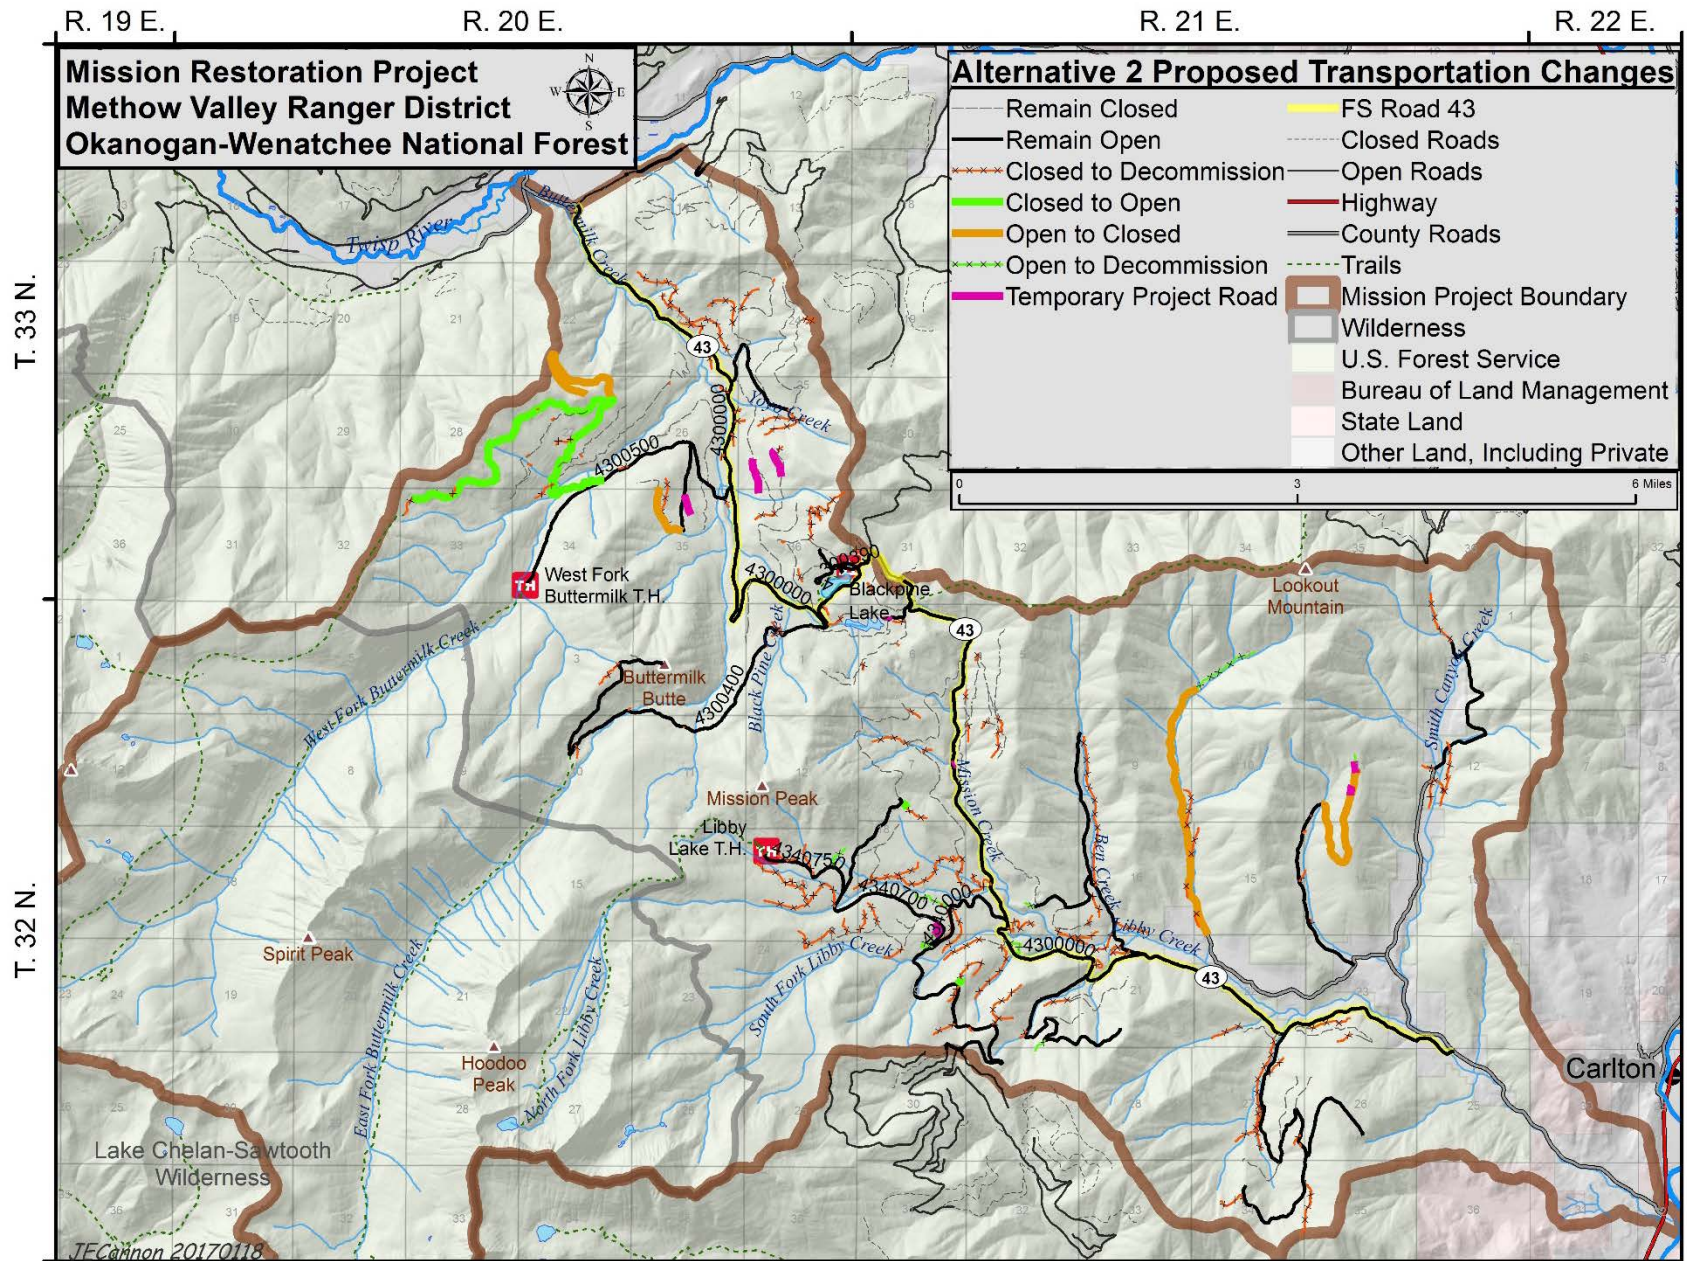 R. 19 E.
R. 20 E.
R. 21 E.
R. 22 E.
Mission Restoration Project
Methow Valley Ranger District
Okanogan-Wenatchee National Forest
N
W E
S
Alternative 2 Proposed Transportation Changes
Remain Closed
Remain Open
Closed to Decommission
Closed to Open
Open to Closed
Open to Decommission
Temporary Project Road
FS Road 43
Closed Roads
Open Roads
Highway
County Roads
Trails
Mission Project Boundary
Wilderness
U.S. Forest Service
Bureau of Land Management
State Land
Other Land, Including Private
0 3 6 Miles
T. 33 N.
T. 32 N.
Twisp River
Buttermilk Creek
43
4300000
York Creek
4300500
West Fork
Buttermilk T.H.
TH
4300000
Blackpine
Lake
43
Lookout
Mountain
Smith Canyon Creek
West Fork Buttermilk Creek
Buttermilk
Butte
4300400
Black Pine Creek
Mission Peak
Mission Creek
Libby
Lake T.H.
4340750
4340700
Ben Creek
Libby Creek
4300000
43
Spirit Peak
South Fork Libby Creek
East Fork Buttermilk Creek
North Fork Libby Creek
Hoodoo
Peak
Carlton
Lake Chelan-Sawtooth
Wilderness
JECannon 20170118